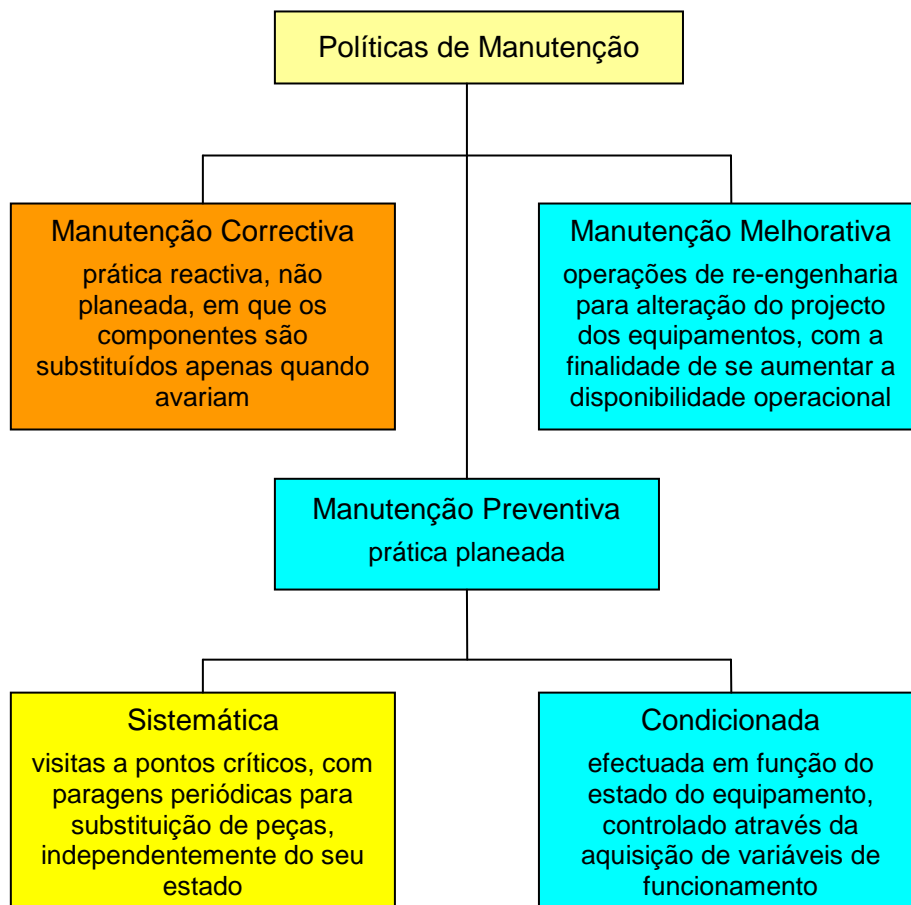 Políticas de Manutenção
Manutenção Correctiva
prática reactiva, não
planeada, em que os
componentes são
substituídos apenas quando
avariam
Manutenção Melhorativa
operações de re-engenharia
para alteração do projecto
dos equipamentos, com a
finalidade de se aumentar a
disponibilidade operacional
Manutenção Preventiva
prática planeada
Sistemática
visitas a pontos críticos, com
paragens periódicas para
substituição de peças,
independentemente do seu
estado
Condicionada
efectuada em função do
estado do equipamento,
controlado através da
aquisição de variáveis de
funcionamento